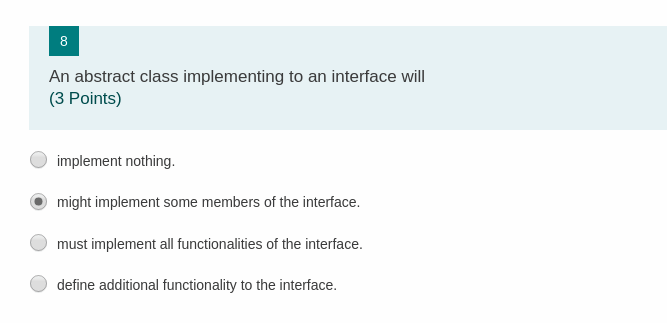 8
An abstract class implementing to an interface will
(3 Points)
implement nothing.
might implement some members of the interface.
must implement all functionalities of the interface.
define additional functionality to the interface.